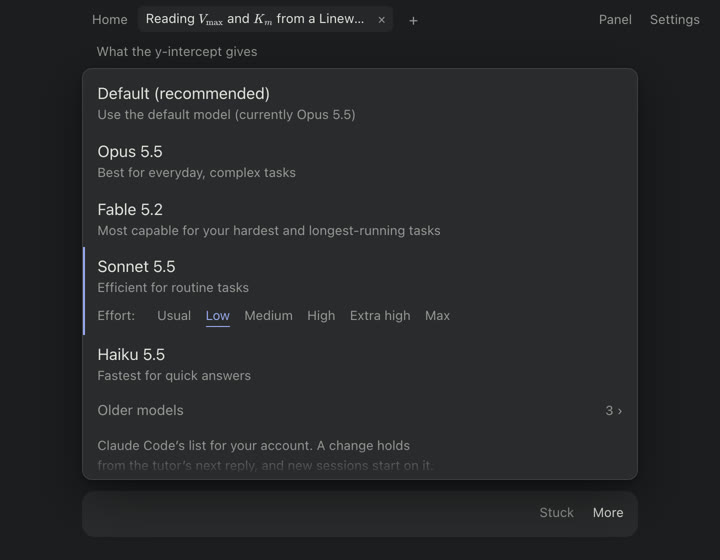 Home
Reading Vmax and Km from a Linew... × +
Panel Settings
What the y-intercept gives
Default (recommended)
Use the default model (currently Opus 5.5)
Opus 5.5
Best for everyday, complex tasks
Fable 5.2
Most capable for your hardest and longest-running tasks
Sonnet 5.5
Efficient for routine tasks
Effort: Usual Low Medium High Extra high Max
Haiku 5.5
Fastest for quick answers
Older models 3 ›
Claude Code's list for your account. A change holds
from the tutor's next reply, and new sessions start on it.
Stuck More